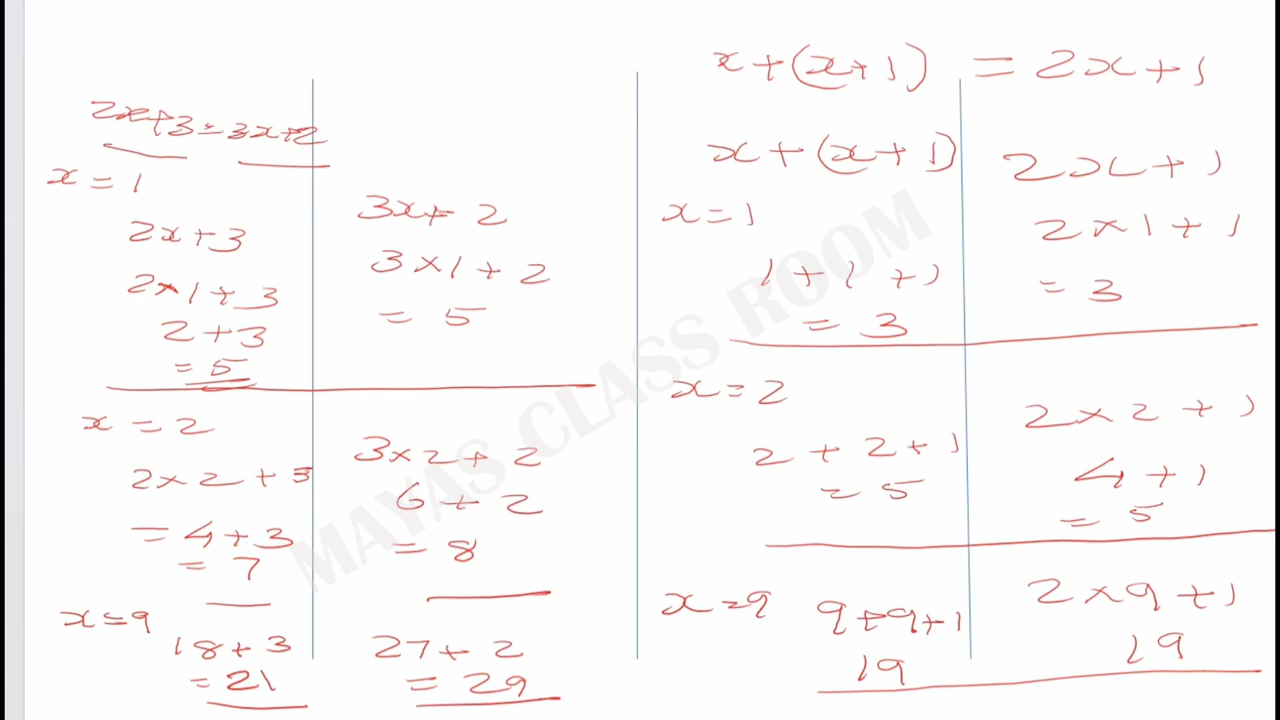 2x+3=3x+2
x = 1
2x+3
2×1+3
2+3
= 5
3x+ 2
3×1+2
= 5
x = 2
2×2+3
= 4+3
= 7
3×2+2
6+2
= 8
x=9
18+3
= 21
27+2
= 29
x+(x+1) = 2x+1
x+(x+1)
2x+1
x=1
1+1+1
= 3
2×1+1
= 3
x=2
2+2+1
= 5
2×2+1
4+1
= 5
x=9
9+9+1
19
2×9+1
19
MAYAS CLASS ROOM